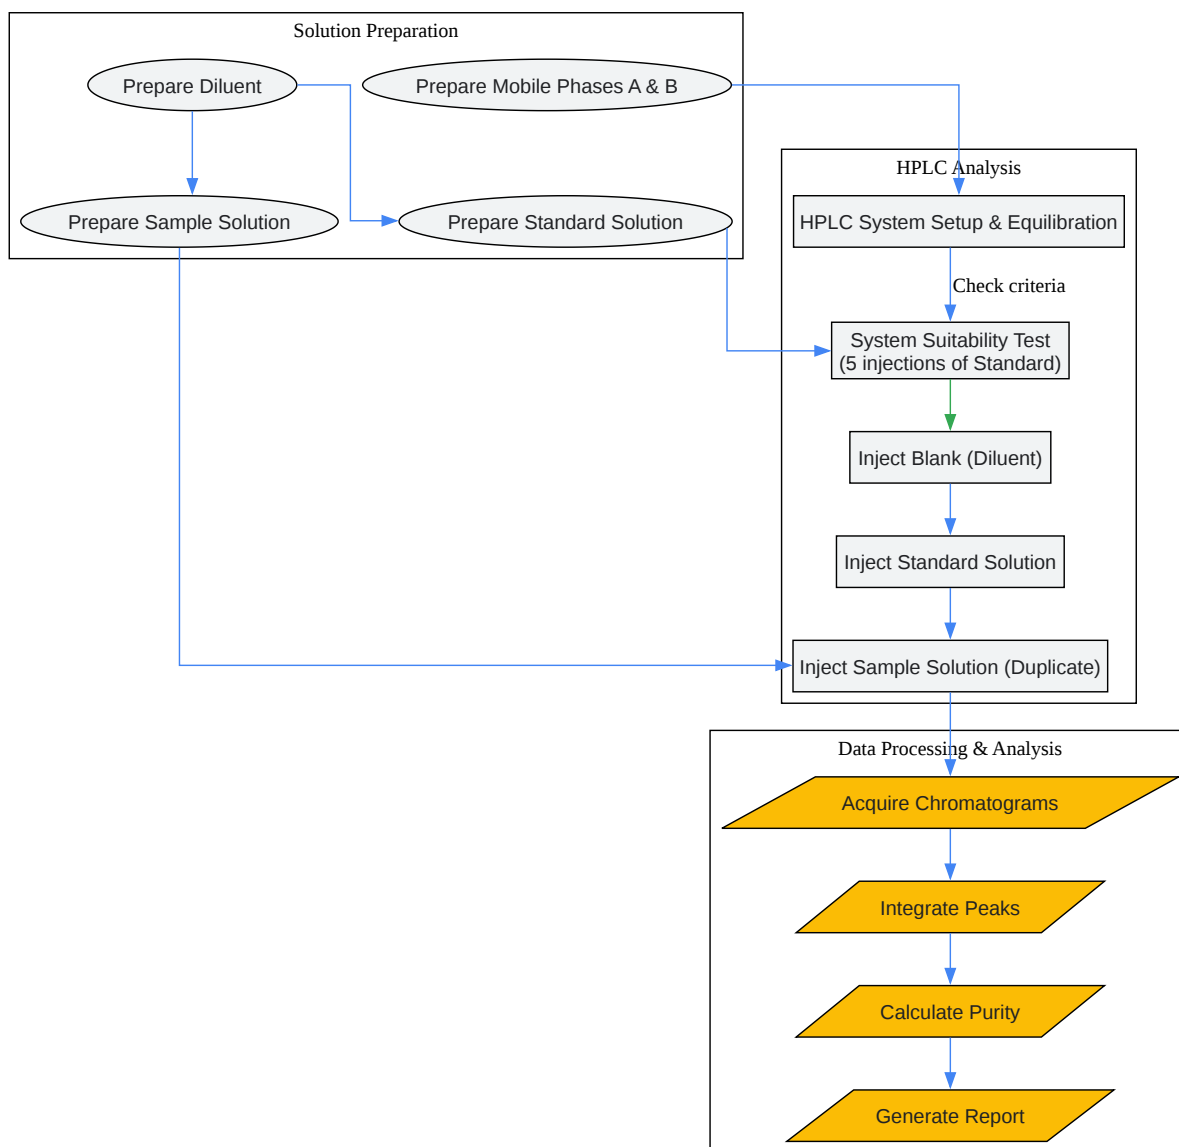 Solution Preparation
Prepare Diluent
Prepare Mobile Phases A & B
Prepare Sample Solution
Prepare Standard Solution
HPLC Analysis
HPLC System Setup & Equilibration
Check criteria
System Suitability Test
(5 injections of Standard)
Inject Blank (Diluent)
Inject Standard Solution
Inject Sample Solution (Duplicate)
Data Processing & Analysis
Acquire Chromatograms
Integrate Peaks
Calculate Purity
Generate Report